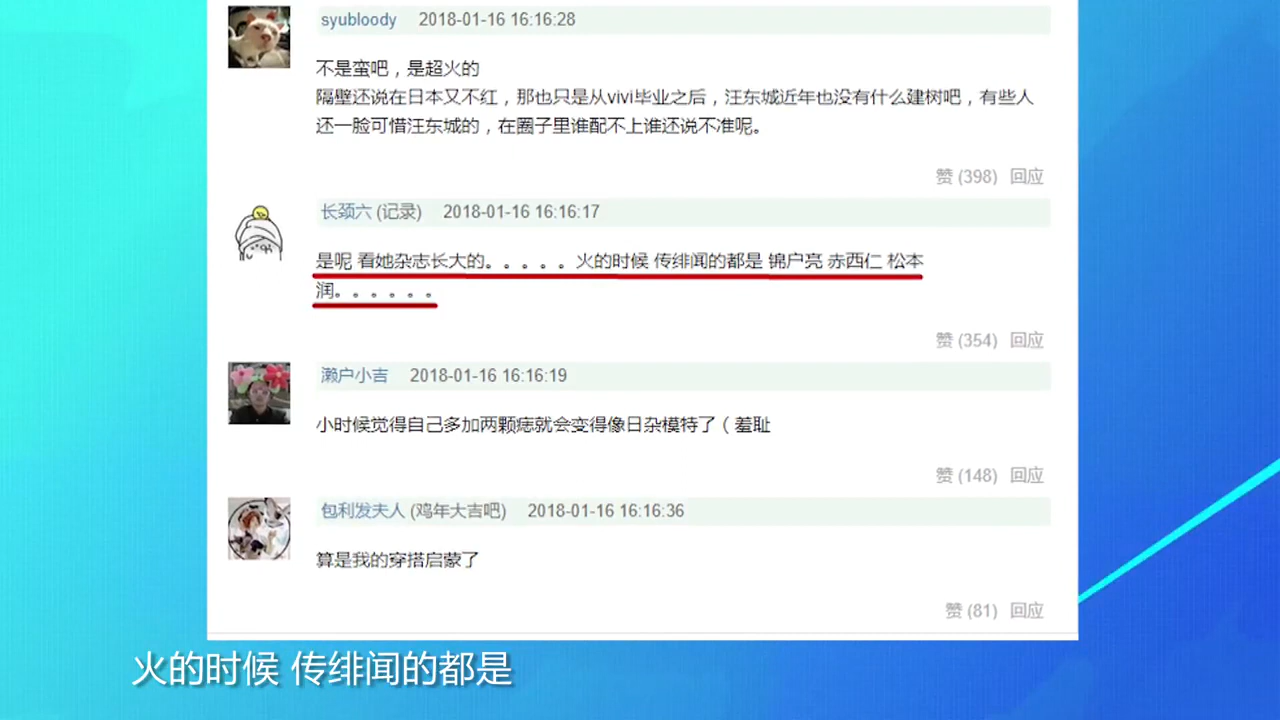 syubloody 2018-01-16 16:16:28
不是蛮吧，是超火的
隔壁还说在日本又不红，那也只是从vivi毕业之后，汪东城近年也没有什么建树吧，有些人
还一脸可惜汪东城的，在圈子里谁配不上谁还说不准呢。
赞 (398) 回应
长颈六 (记录) 2018-01-16 16:16:17
是呢 看她杂志长大的。。。。。火的时候 传绯闻的都是 锦户亮 赤西仁 松本
润。。。。。。
赞 (354) 回应
濑户小吉 2018-01-16 16:16:19
小时候觉得自己多加两颗痣就会变得像日杂模特了（羞耻
赞 (148) 回应
包利发夫人 (鸡年大吉吧) 2018-01-16 16:16:36
算是我的穿搭启蒙了
赞 (81) 回应
火的时候 传绯闻的都是